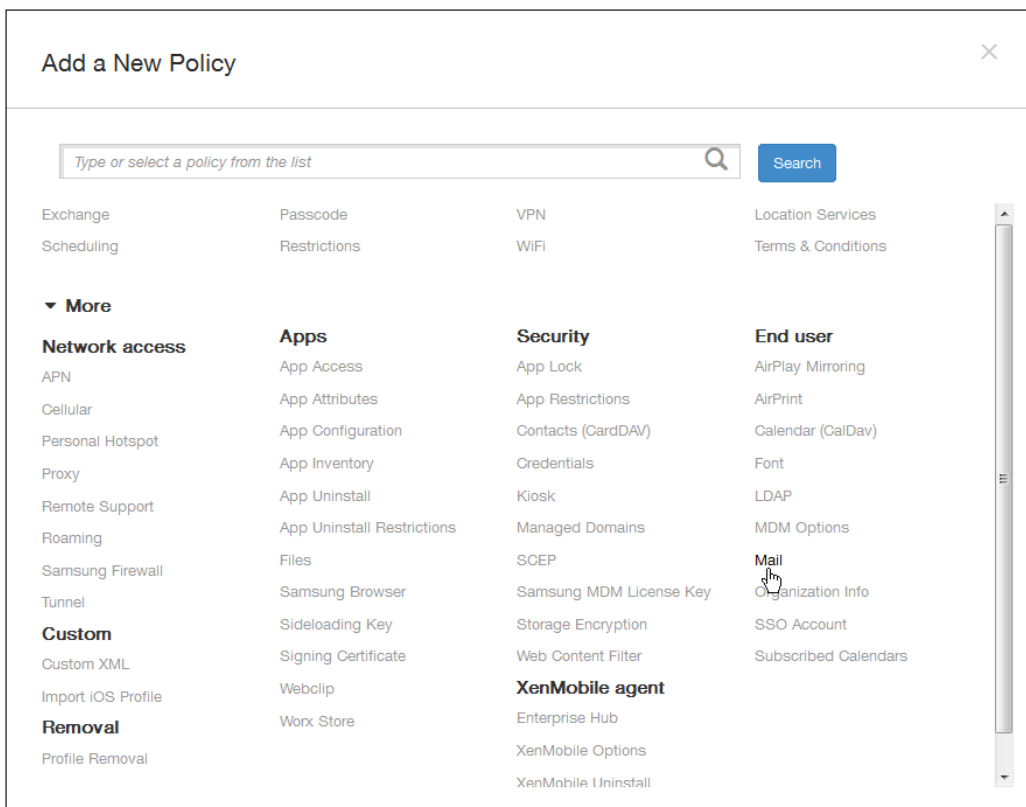 Add a New Policy
Type or select a policy from the list
Search
Exchange
Passcode
VPN
Location Services
Scheduling
Restrictions
WiFi
Terms & Conditions
More
Network access
APN
Cellular
Personal Hotspot
Proxy
Remote Support
Roaming
Samsung Firewall
Tunnel
Custom
Custom XML
Import iOS Profile
Removal
Profile Removal
Apps
App Access
App Attributes
App Configuration
App Inventory
App Uninstall
App Uninstall Restrictions
Files
Samsung Browser
Sideloading Key
Signing Certificate
Webclip
Worx Store
Security
App Lock
App Restrictions
Contacts (CardDAV)
Credentials
Kiosk
Managed Domains
SCEP
Samsung MDM License Key
Storage Encryption
Web Content Filter
XenMobile agent
Enterprise Hub
XenMobile Options
XenMobile Uninstall
End user
AirPlay Mirroring
AirPrint
Calendar (CalDav)
Font
LDAP
MDM Options
Mail
Organization Info
SSO Account
Subscribed Calendars